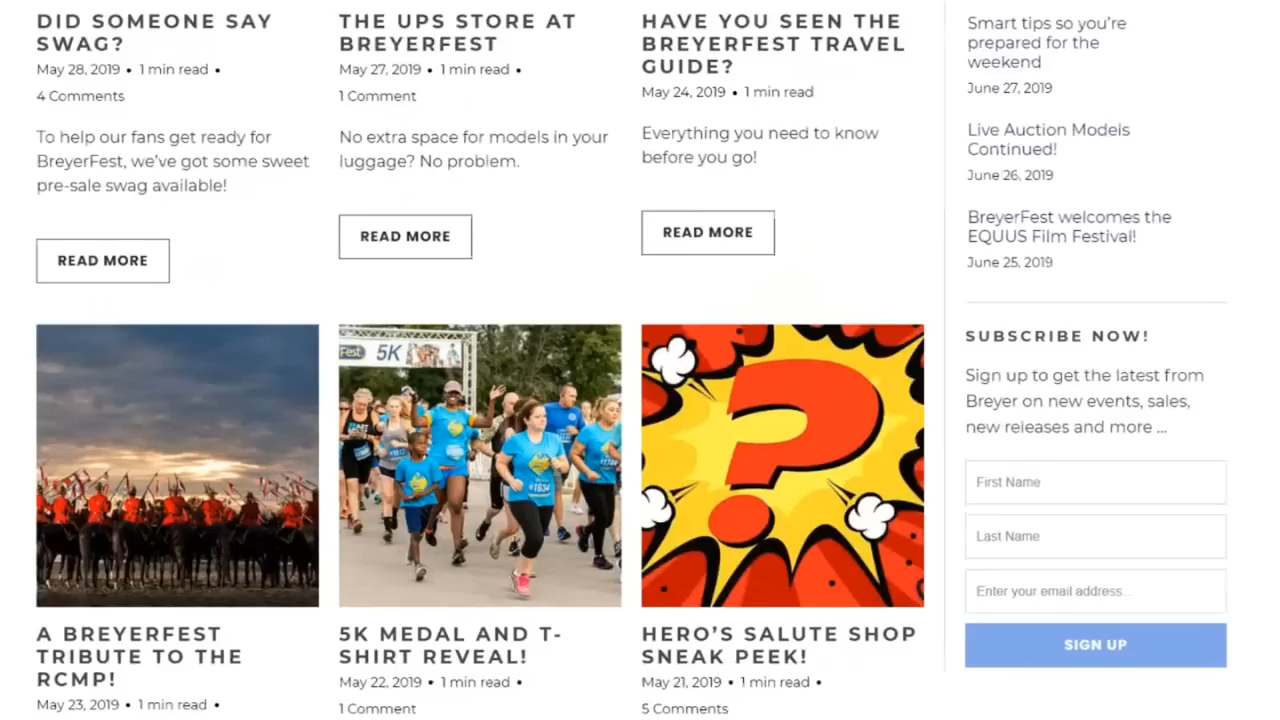 DID SOMEONE SAY
SWAG?
May 28, 2019 • 1 min read •
4 Comments
To help our fans get ready for
BreyerFest, we've got some sweet
pre-sale swag available!
READ MORE
THE UPS STORE AT
BREYERFEST
May 27, 2019 • 1 min read •
1 Comment
No extra space for models in your
luggage? No problem.
READ MORE
HAVE YOU SEEN THE
BREYERFEST TRAVEL
GUIDE?
May 24, 2019 • 1 min read
Everything you need to know
before you go!
READ MORE
Fest 5K
1634
?
A BREYERFEST
TRIBUTE TO THE
RCMP!
May 23, 2019 • 1 min read •
5K MEDAL AND T-
SHIRT REVEAL!
May 22, 2019 • 1 min read •
1 Comment
HERO'S SALUTE SHOP
SNEAK PEEK!
May 21, 2019 • 1 min read •
5 Comments
Smart tips so you're
prepared for the
weekend
June 27, 2019
Live Auction Models
Continued!
June 26, 2019
BreyerFest welcomes the
EQUUS Film Festival!
June 25, 2019
SUBSCRIBE NOW!
Sign up to get the latest from
Breyer on new events, sales,
new releases and more ...
First Name
Last Name
Enter your email address...
SIGN UP